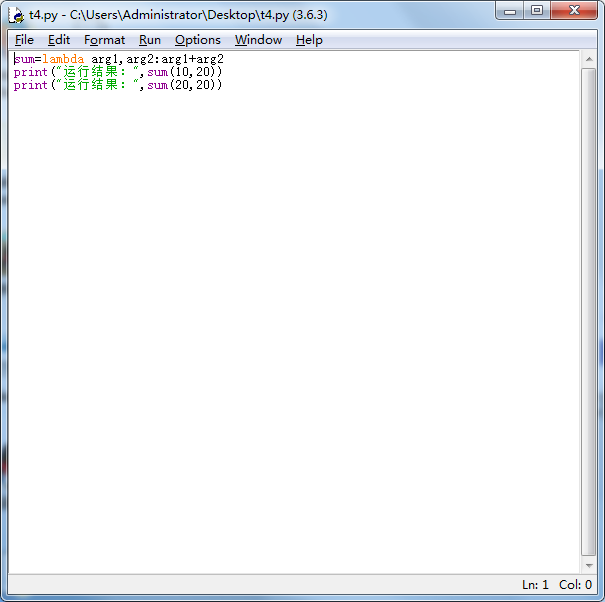 t4.py - C:\Users\Administrator\Desktop\t4.py (3.6.3)
File Edit Format Run Options Window Help
sum=lambda arg1,arg2:arg1+arg2
print("运行结果：",sum(10,20))
print("运行结果：",sum(20,20))
Ln: 1 Col: 0